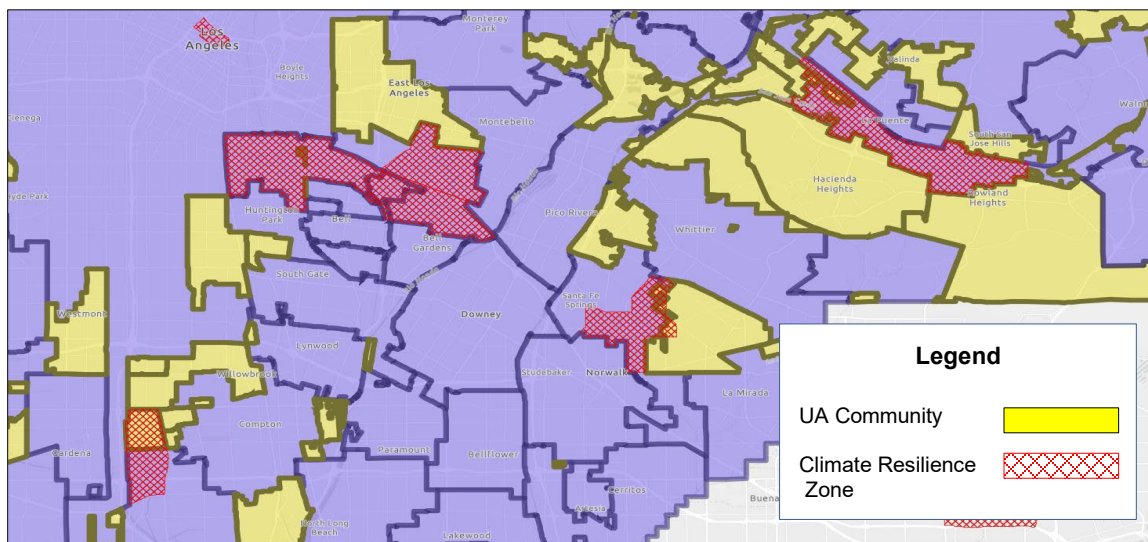 Monterey
Park
Los
Angeles
Boyle
Heights
East Los
Angeles
Montebello
Valinda
La Puente
South San
Jose Hills
Hacienda
Heights
Rowland
Heights
Hyde Park
Huntington
Park
Bell
Bell
Gardens
Pico Rivera
Whittier
South Gate
Santa Fe
Springs
Downey
Westmont
Lynwood
Willowbrook
Studebaker
Norwalk
La Mirada
Compton
Gardena
Paramount
Bellflower
Cerritos
Artesia
North Long
Beach
Lakewood
Buena
Legend
UA Community
Climate Resilience
Zone